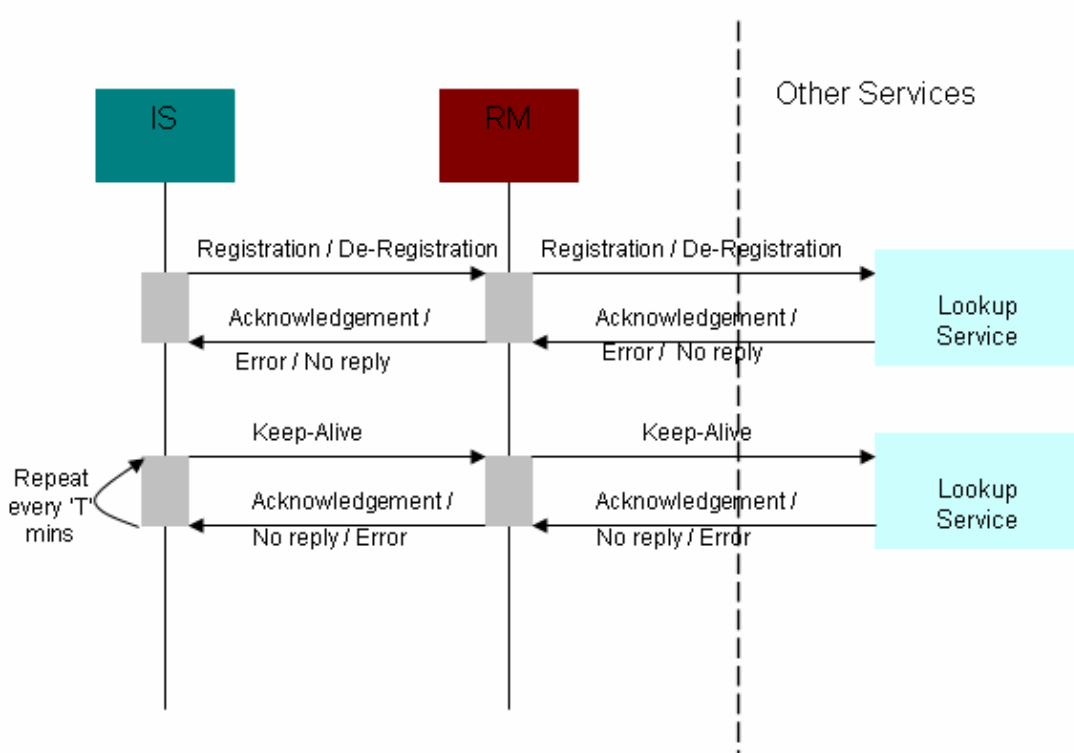 Other Services
IS
RM
Registration / De-Registration
Registration / De-Registration
Acknowledgement /
Error / No reply
Acknowledgement /
Error / No reply
Lookup
Service
Keep-Alive
Keep-Alive
Repeat
every 'T'
mins
Acknowledgement /
No reply / Error
Acknowledgement /
No reply / Error
Lookup
Service